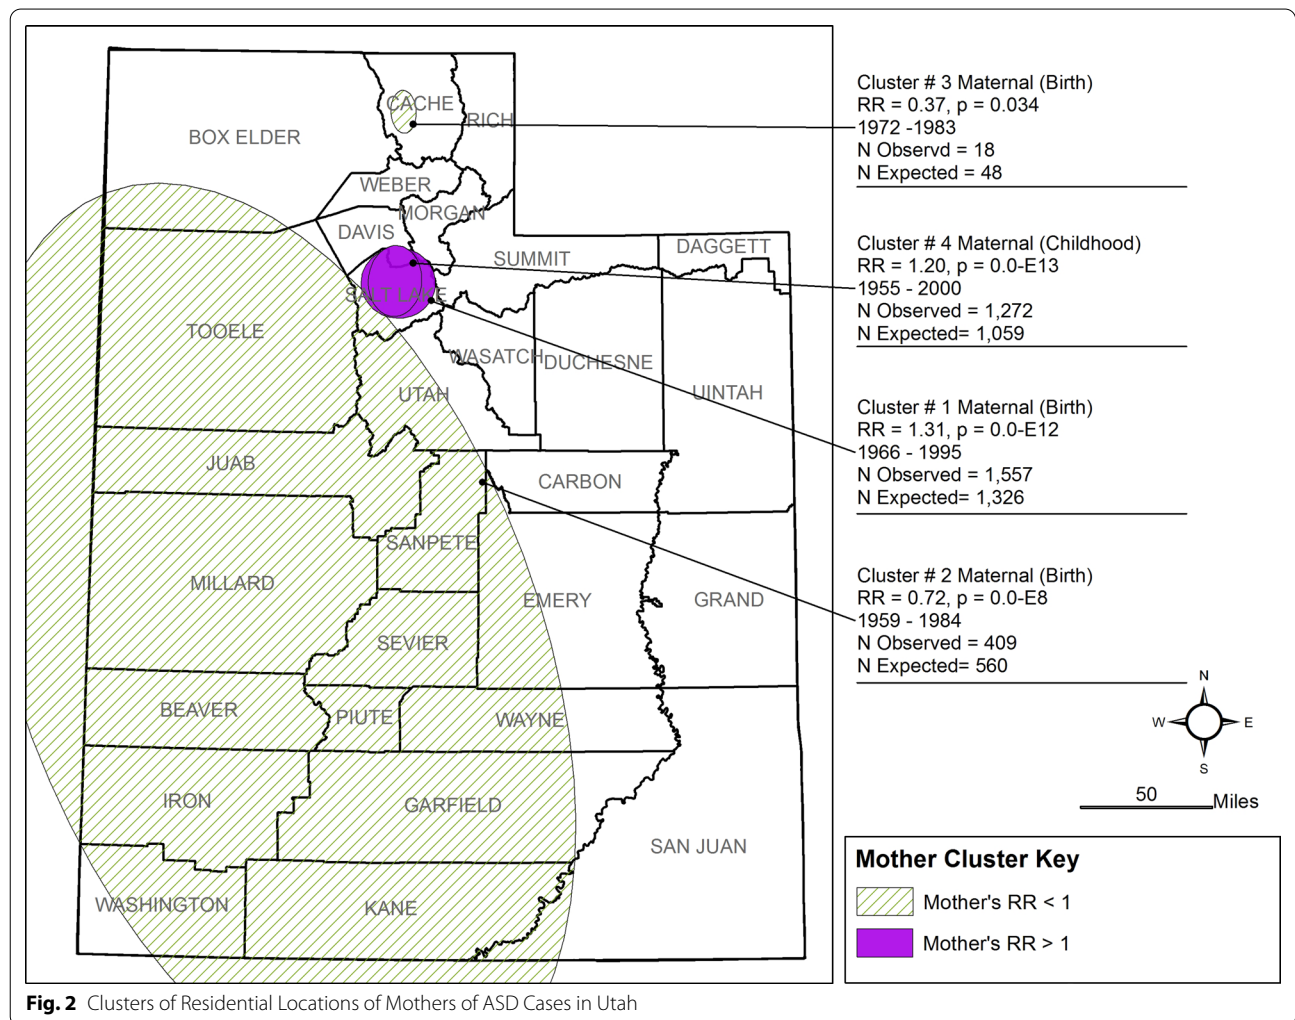 CACHE
RICH
BOX ELDER
WEBER
MORGAN
DAVIS
SUMMIT
DAGGETT
SALT LAKE
TOOELE
WASATCH
DUCHESNE
UTAH
UINTAH
JUAB
CARBON
SANPETE
MILLARD
EMERY
GRAND
SEVIER
BEAVER
PIUTE
WAYNE
IRON
GARFIELD
SAN JUAN
WASHINGTON
KANE
Cluster # 3 Maternal (Birth)
RR = 0.37, p = 0.034
1972 -1983
N Observd = 18
N Expected = 48
Cluster # 4 Maternal (Childhood)
RR = 1.20, p = 0.0-E13
1955 - 2000
N Observed = 1,272
N Expected = 1,059
Cluster # 1 Maternal (Birth)
RR = 1.31, p = 0.0-E12
1966 - 1995
N Observed = 1,557
N Expected= 1,326
Cluster # 2 Maternal (Birth)
RR = 0.72, p = 0.0-E8
1959 - 1984
N Observed = 409
N Expected= 560
N
W E
S
50 Miles
Mother Cluster Key
Mother's RR < 1
Mother's RR > 1
Fig. 2 Clusters of Residential Locations of Mothers of ASD Cases in Utah